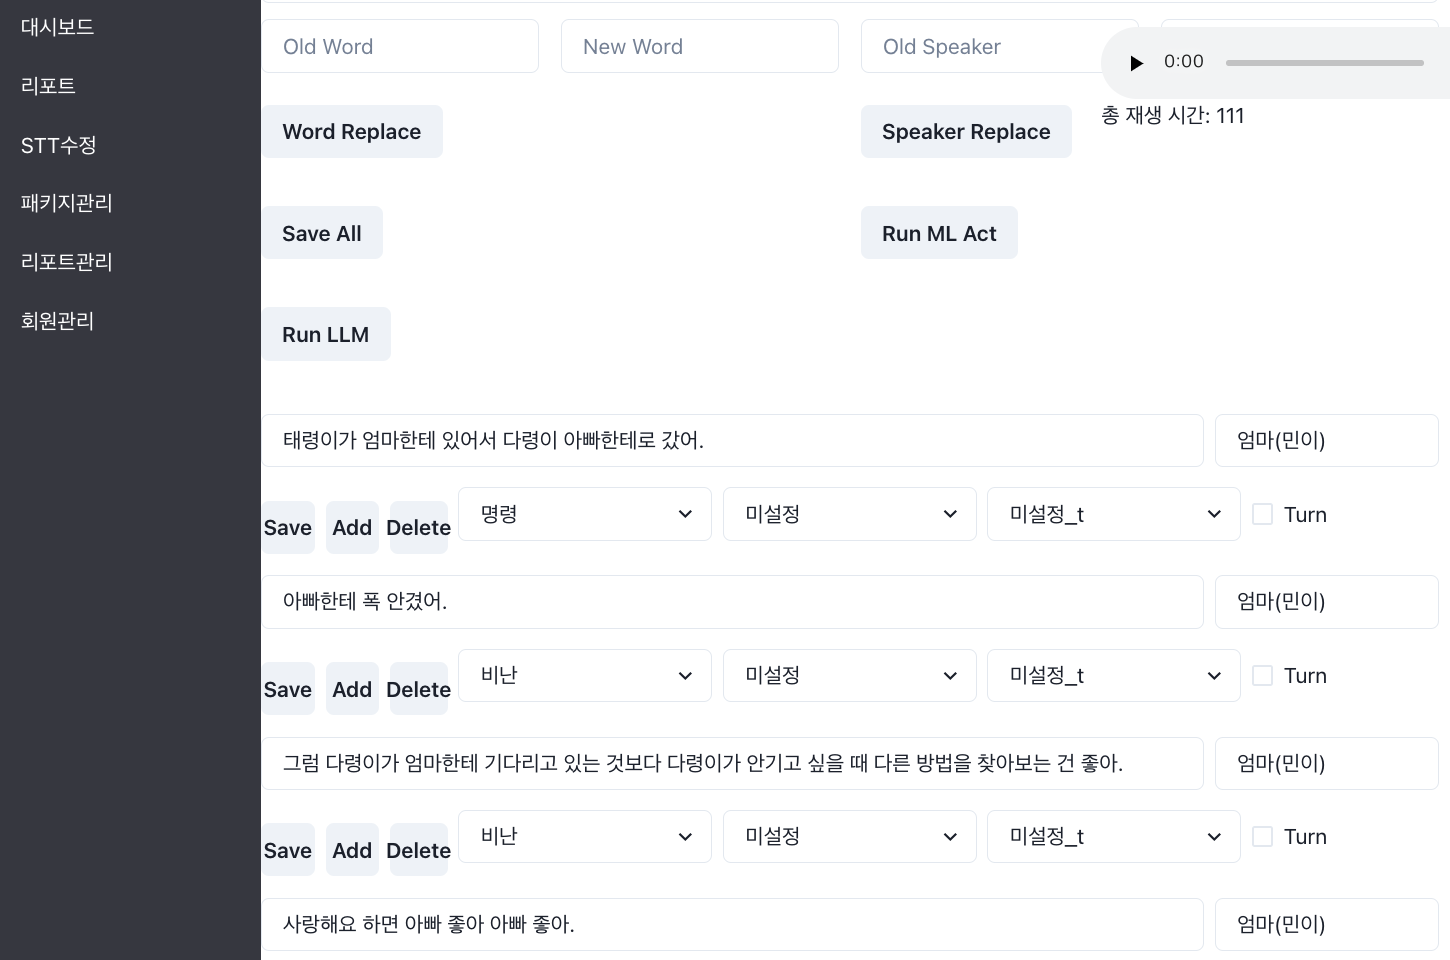 대시보드
리포트
STT수정
패키지관리
리포트관리
회원관리
Old Word
New Word
Old Speaker
0:00
총 재생 시간: 111
Word Replace
Speaker Replace
Save All
Run ML Act
Run LLM
태령이가 엄마한테 있어서 다령이 아빠한테로 갔어.
엄마(민이)
Save
Add
Delete
명령
미설정
미설정_t
Turn
아빠한테 폭 안겼어.
엄마(민이)
Save
Add
Delete
비난
미설정
미설정_t
Turn
그럼 다령이가 엄마한테 기다리고 있는 것보다 다령이가 안기고 싶을 때 다른 방법을 찾아보는 건 좋아.
엄마(민이)
Save
Add
Delete
비난
미설정
미설정_t
Turn
사랑해요 하면 아빠 좋아 아빠 좋아.
엄마(민이)